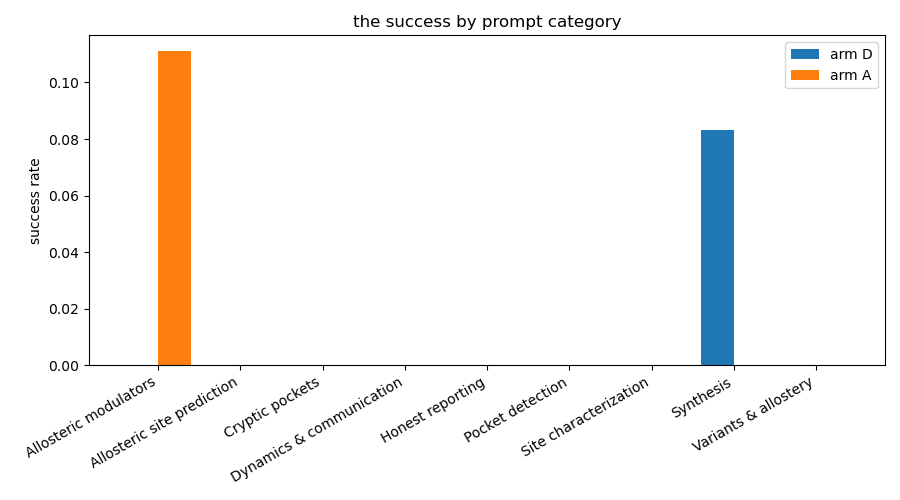 the success by prompt category
arm D
arm A
success rate
0.10
0.08
0.06
0.04
0.02
0.00
Allosteric modulators
Allosteric site prediction
Cryptic pockets
Dynamics & communication
Honest reporting
Pocket detection
Site characterization
Synthesis
Variants & allostery